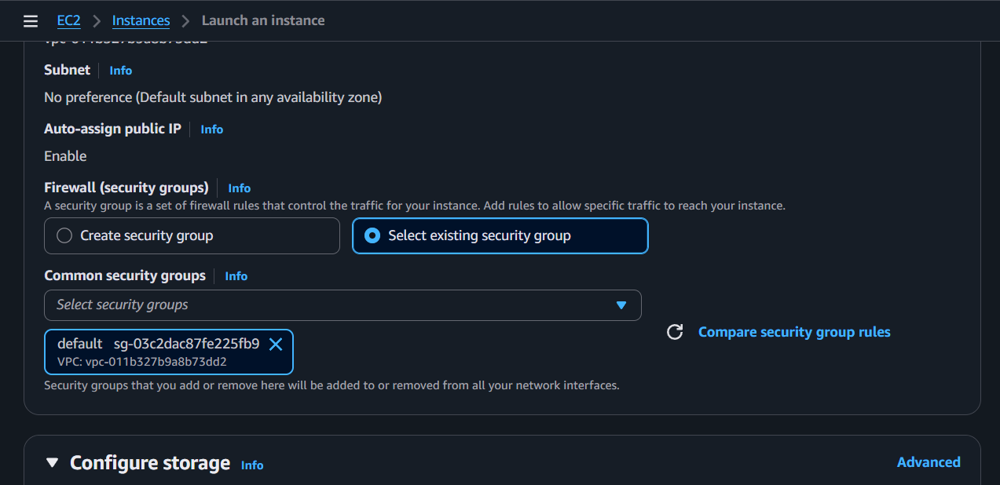 EC2 Instances Launch an instance
Subnet Info
No preference (Default subnet in any availability zone)
Auto-assign public IP Info
Enable
Firewall (security groups) Info
A security group is a set of firewall rules that control the traffic for your instance. Add rules to allow specific traffic to reach your instance.
Create security group Select existing security group
Common security groups Info
Select security groups
default sg-03c2dac87fe225fb9
VPC: vpc-011b327b9a8b73dd2
Compare security group rules
Security groups that you add or remove here will be added to or removed from all your network interfaces.
Configure storage Info Advanced